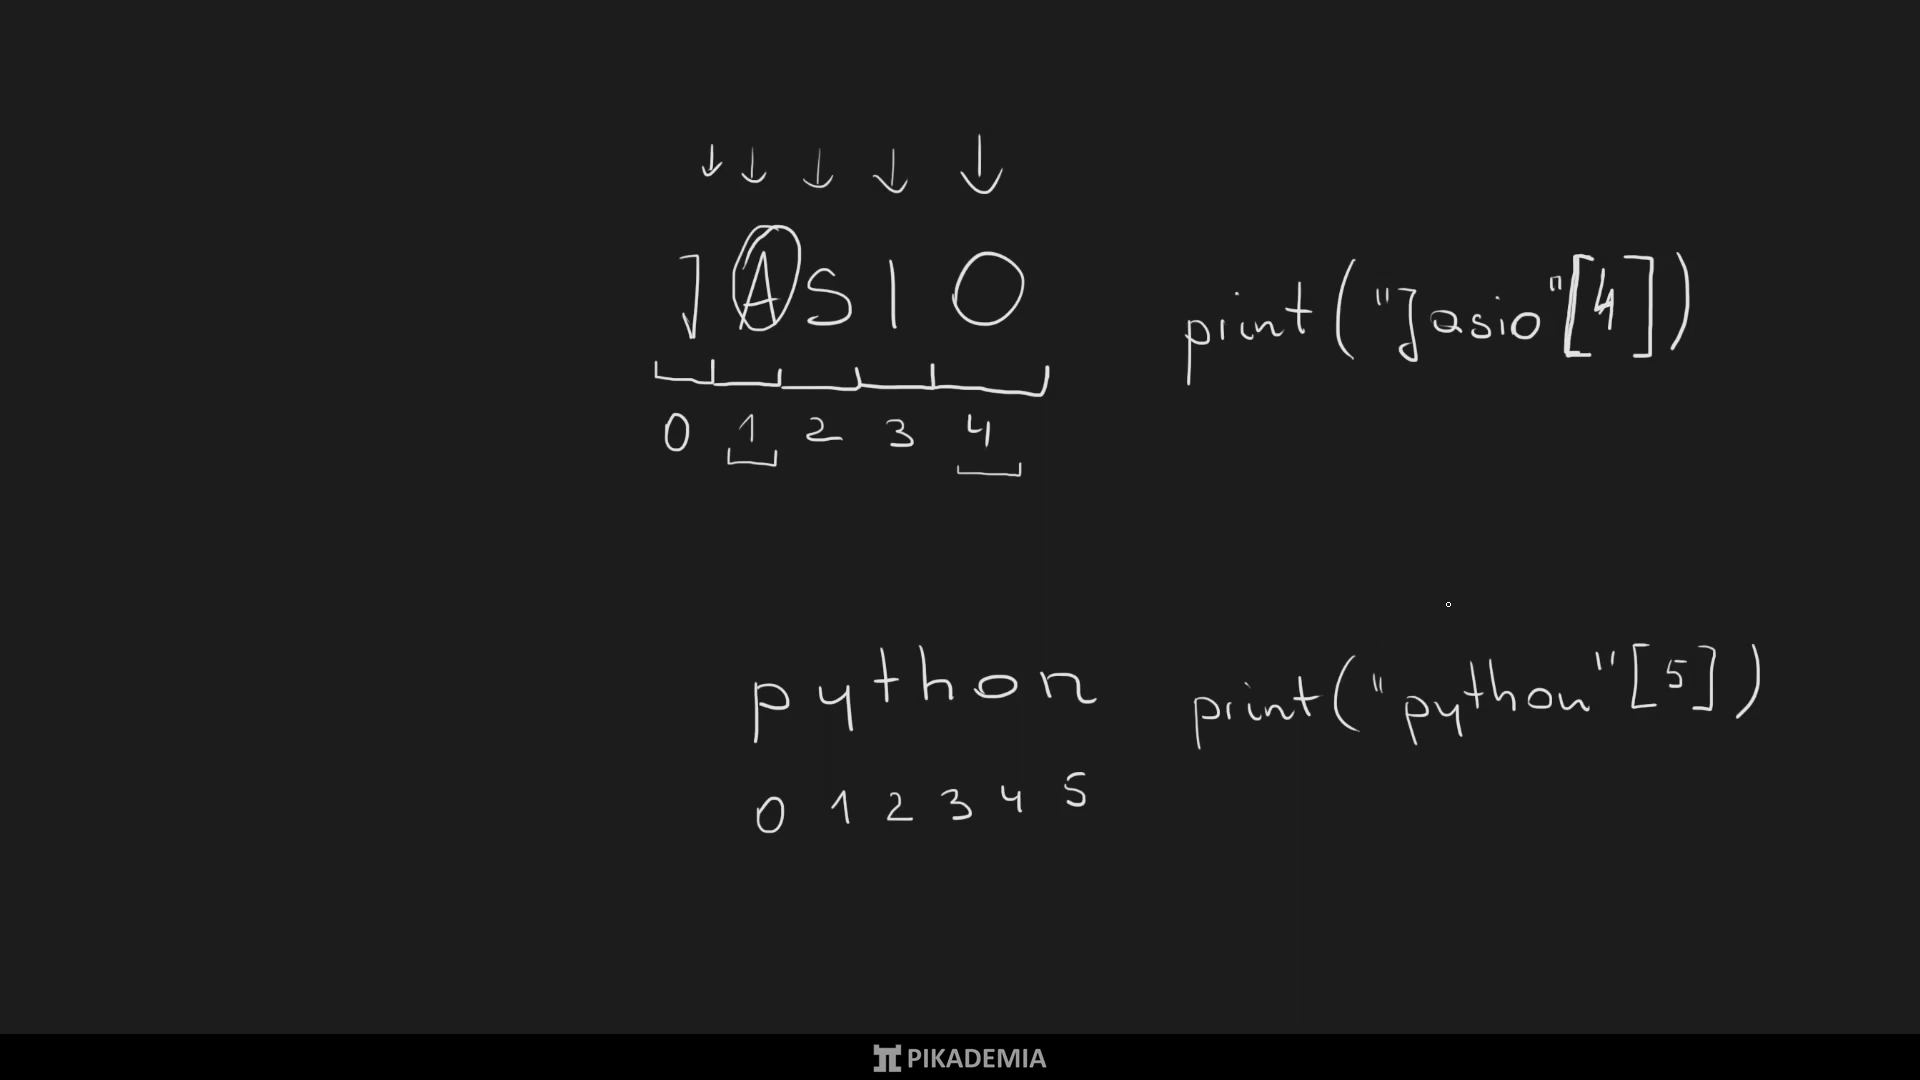 JASIO
print("Jasio"[4])
0 1 2 3 4
python
print("python"[5])
0 1 2 3 4 5
PIKADEMIA